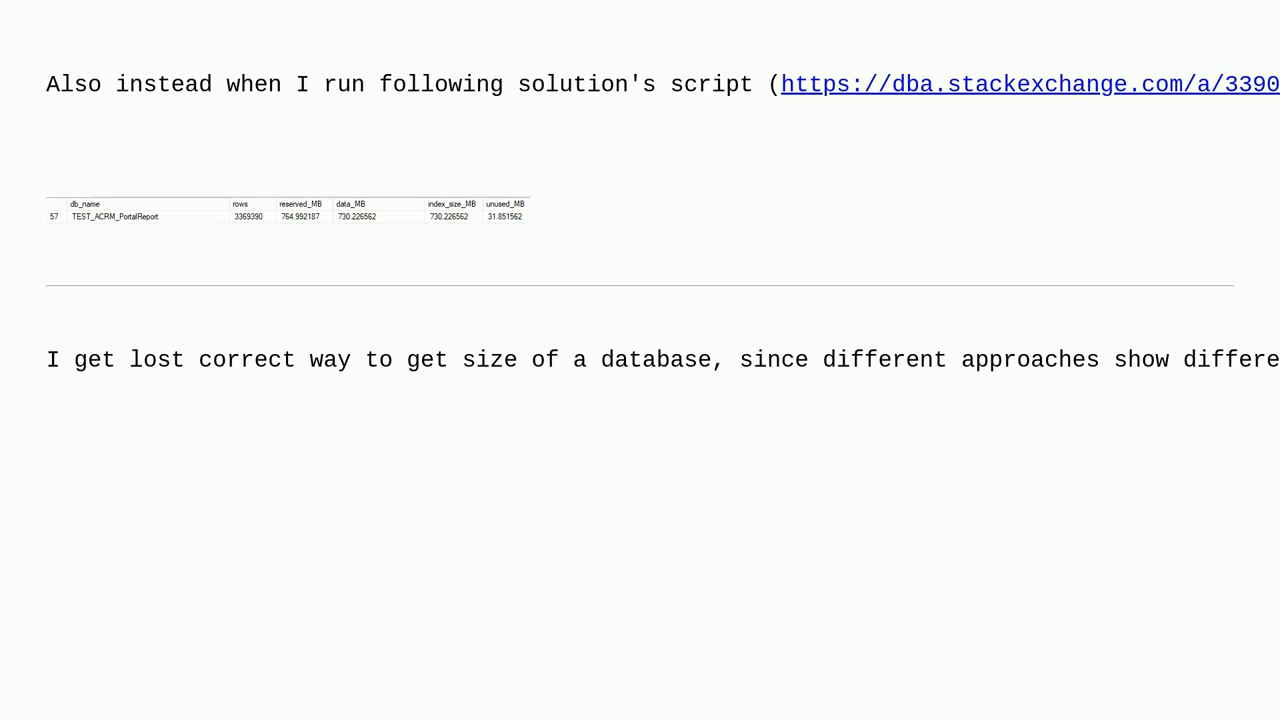 Also instead when I run following solution's script (https://dba.stackexchange.com/a/3390
db_name rows reserved_MB data_MB index_size_MB unused_MB
57 TEST_ACRM_PortalReport 3369390 764.992187 730.226562 730.226562 31.851562
I get lost correct way to get size of a database, since different approaches show differe